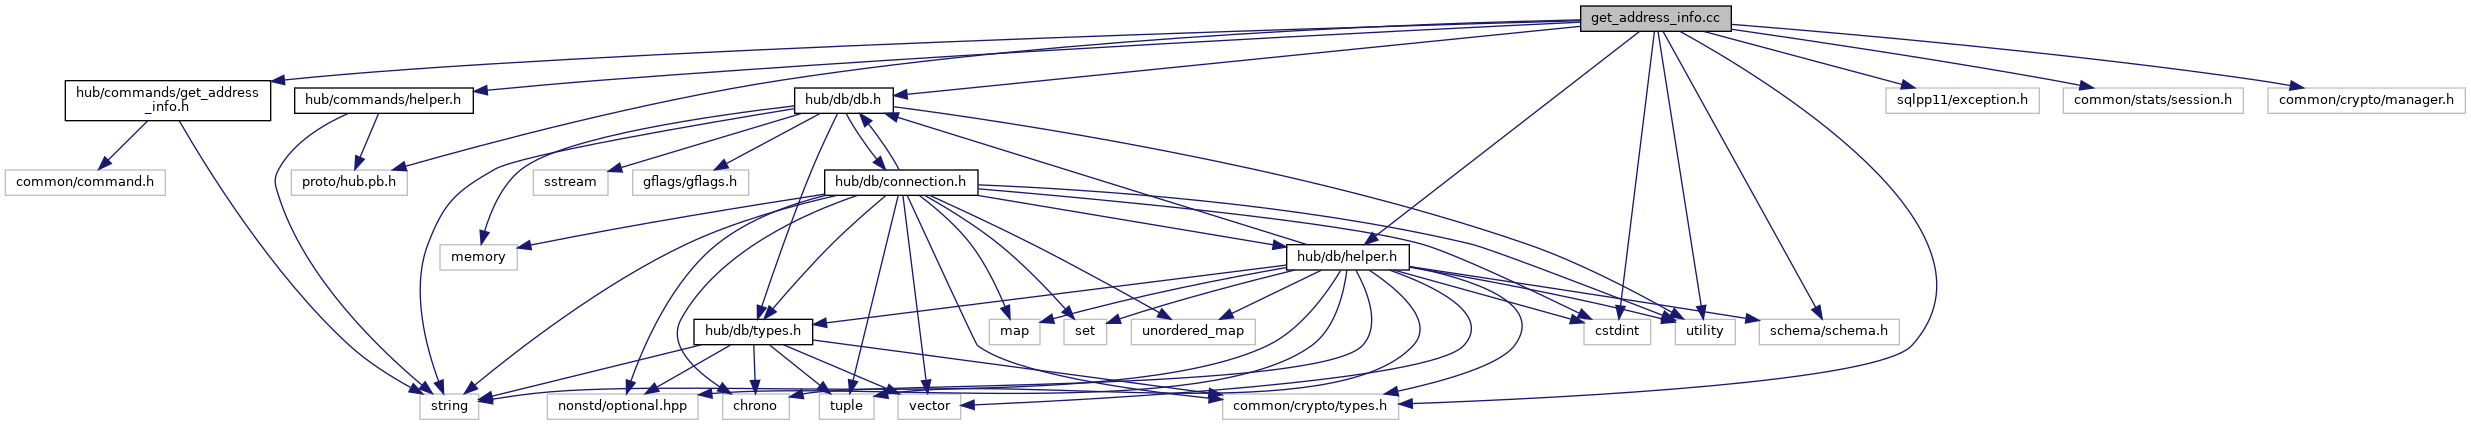 get_address_info.cc
hub/commands/get_address
_info.h
hub/commands/helper.h
hub/db/db.h
sqlpp11/exception.h
common/stats/session.h
common/crypto/manager.h
common/command.h
proto/hub.pb.h
sstream
gflags/gflags.h
hub/db/connection.h
memory
hub/db/helper.h
hub/db/types.h
map
set
unordered_map
cstdint
utility
schema/schema.h
string
nonstd/optional.hpp
chrono
tuple
vector
common/crypto/types.h